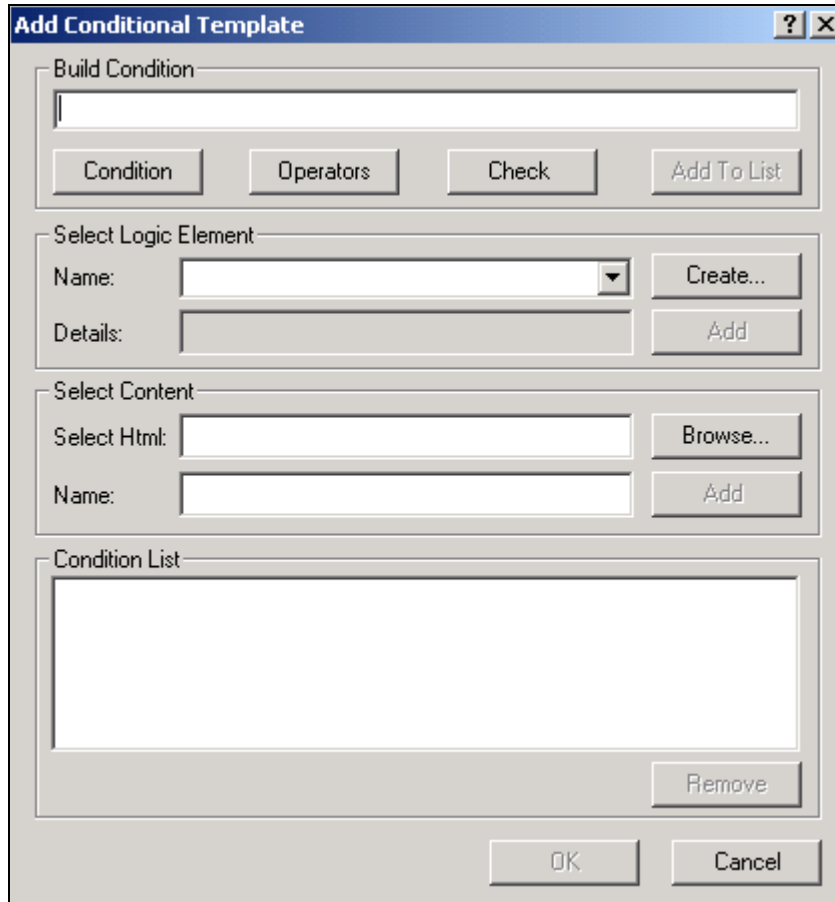 Add Conditional Template
Build Condition
Condition Operators Check Add To List
Select Logic Element
Name: Create...
Details: Add
Select Content
Select Html: Browse...
Name: Add
Condition List
Remove
OK Cancel